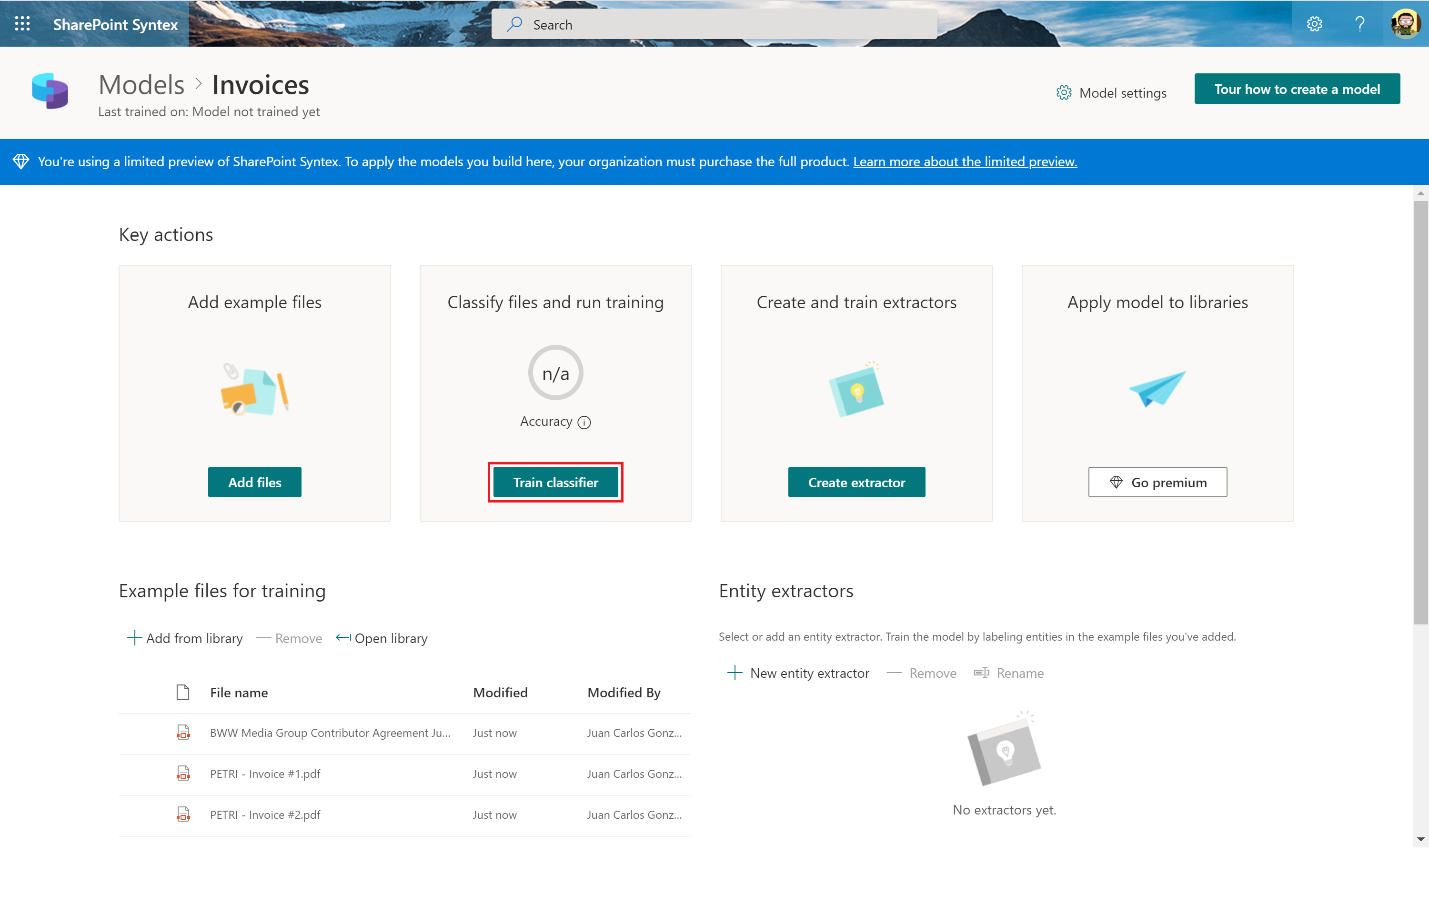 SharePoint Syntex
Search
Models > Invoices
Last trained on: Model not trained yet
Model settings
Tour how to create a model
You're using a limited preview of SharePoint Syntex. To apply the models you build here, your organization must purchase the full product. Learn more about the limited preview.
Key actions
Add example files
Add files
Classify files and run training
n/a
Accuracy
Train classifier
Create and train extractors
Create extractor
Apply model to libraries
Go premium
Example files for training
Add from library Remove Open library
File name Modified Modified By
BWW Media Group Contributor Agreement Ju... Just now Juan Carlos Gonz...
PETRI - Invoice #1.pdf Just now Juan Carlos Gonz...
PETRI - Invoice #2.pdf Just now Juan Carlos Gonz...
Entity extractors
Select or add an entity extractor. Train the model by labeling entities in the example files you've added.
New entity extractor Remove Rename
No extractors yet.